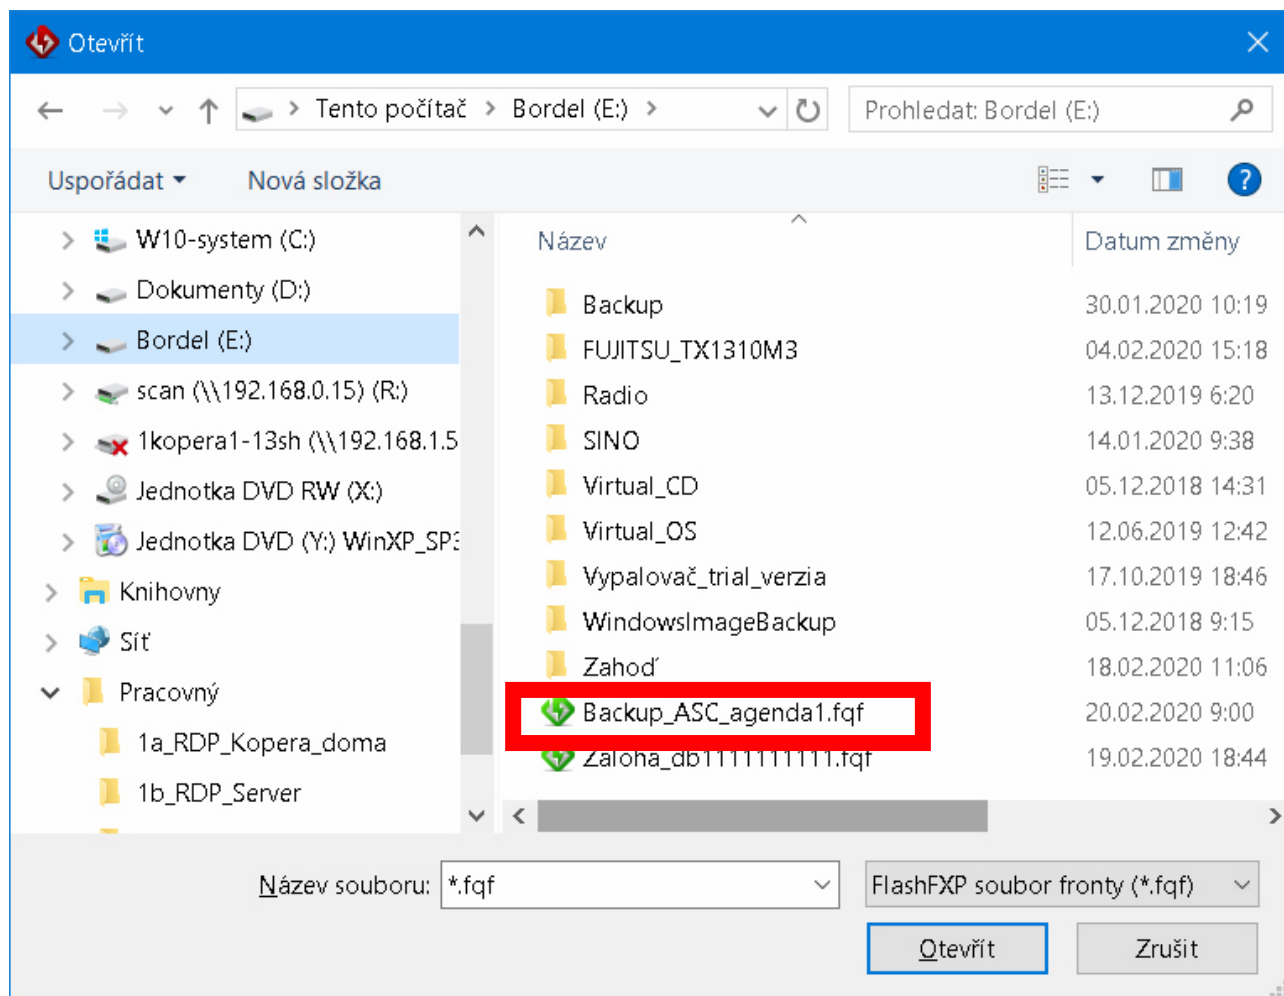 Otevřít
Tento počítač > Bordel (E:) >
Prohledat: Bordel (E:)
Uspořádat
Nová složka
?
W10-system (C:)
Dokumenty (D:)
Bordel (E:)
scan (\\192.168.0.15) (R:)
1kopera1-13sh (\\192.168.1.5
Jednotka DVD RW (X:)
Jednotka DVD (Y:) WinXP_SP3
Knihovny
Síť
Pracovný
1a_RDP_Kopera_doma
1b_RDP_Server
Název Datum změny
Backup 30.01.2020 10:19
FUJITSU_TX1310M3 04.02.2020 15:18
Radio 13.12.2019 6:20
SINO 14.01.2020 9:38
Virtual_CD 05.12.2018 14:31
Virtual_OS 12.06.2019 12:42
Vypalovač_trial_verzia 17.10.2019 18:46
WindowsImageBackup 05.12.2018 9:15
Zahoď 18.02.2020 11:06
Backup_ASC_agenda1.fqf 20.02.2020 9:00
Zaloha_db1111111111.fqf 19.02.2020 18:44
Název souboru: *.fqf
FlashFXP soubor fronty (*.fqf)
Otevřít
Zrušit